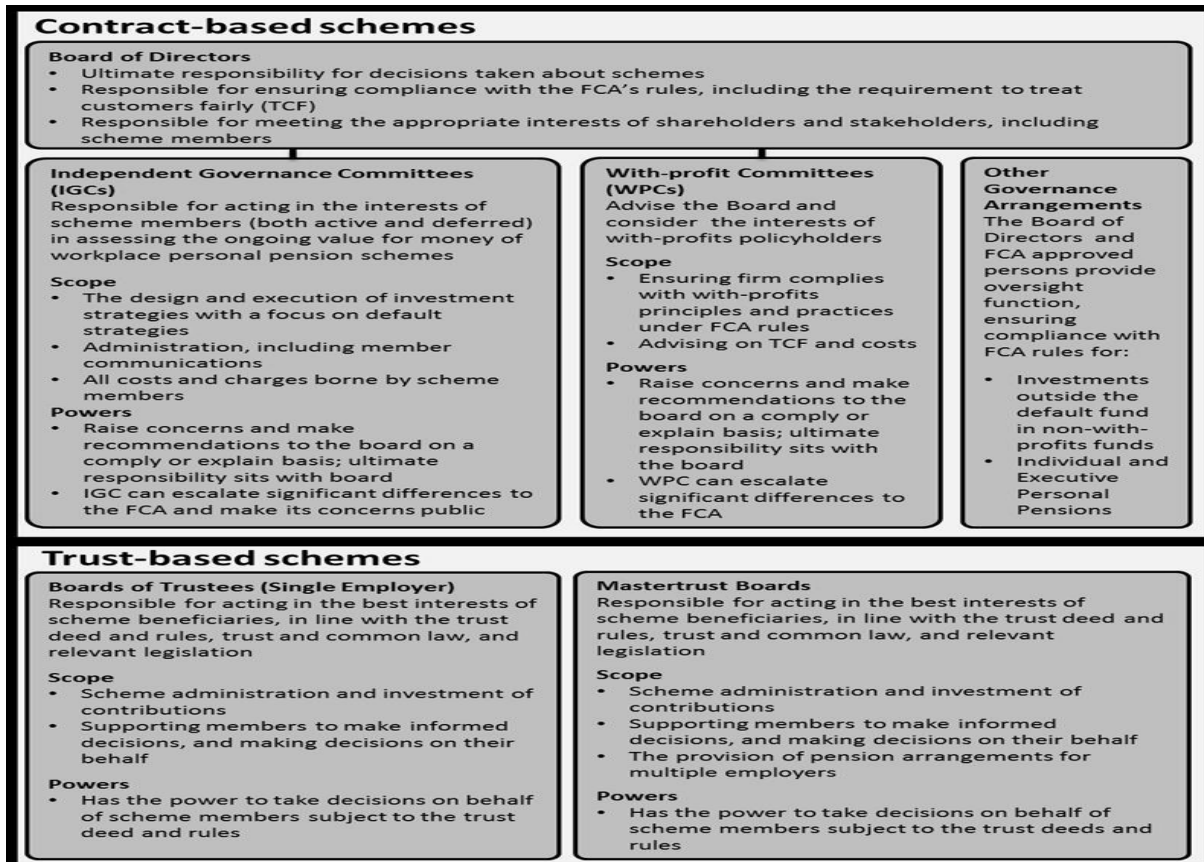 Contract-based schemes
Board of Directors
• Ultimate responsibility for decisions taken about schemes
• Responsible for ensuring compliance with the FCA's rules, including the requirement to treat
customers fairly (TCF)
• Responsible for meeting the appropriate interests of shareholders and stakeholders, including
scheme members
Independent Governance Committees
(IGCs)
Responsible for acting in the interests of
scheme members (both active and deferred)
in assessing the ongoing value for money of
workplace personal pension schemes
Scope
• The design and execution of investment
strategies with a focus on default
strategies
• Administration, including member
communications
• All costs and charges borne by scheme
members
Powers
• Raise concerns and make
recommendations to the board on a
comply or explain basis; ultimate
responsibility sits with board
• IGC can escalate significant differences to
the FCA and make its concerns public
With-profit Committees
(WPCs)
Advise the Board and
consider the interests of
with-profits policyholders
Scope
• Ensuring firm complies
with with-profits
principles and practices
under FCA rules
• Advising on TCF and costs
Powers
• Raise concerns and make
recommendations to the
board on a comply or
explain basis; ultimate
responsibility sits with
the board
• WPC can escalate
significant differences to
the FCA
Other
Governance
Arrangements
The Board of
Directors and
FCA approved
persons provide
oversight
function,
ensuring
compliance with
FCA rules for:
• Investments
outside the
default fund
in non-with-
profits funds
• Individual and
Executive
Personal
Pensions
Trust-based schemes
Boards of Trustees (Single Employer)
Responsible for acting in the best interests of
scheme beneficiaries, in line with the trust
deed and rules, trust and common law, and
relevant legislation
Scope
• Scheme administration and investment of
contributions
• Supporting members to make informed
decisions, and making decisions on their
behalf
Powers
• Has the power to take decisions on behalf
of scheme members subject to the trust
deed and rules
Mastertrust Boards
Responsible for acting in the best interests of
scheme beneficiaries, in line with the trust deed and
rules, trust and common law, and relevant
legislation
Scope
• Scheme administration and investment of
contributions
• Supporting members to make informed
decisions, and making decisions on their behalf
• The provision of pension arrangements for
multiple employers
Powers
• Has the power to take decisions on behalf of
scheme members subject to the trust deeds and
rules